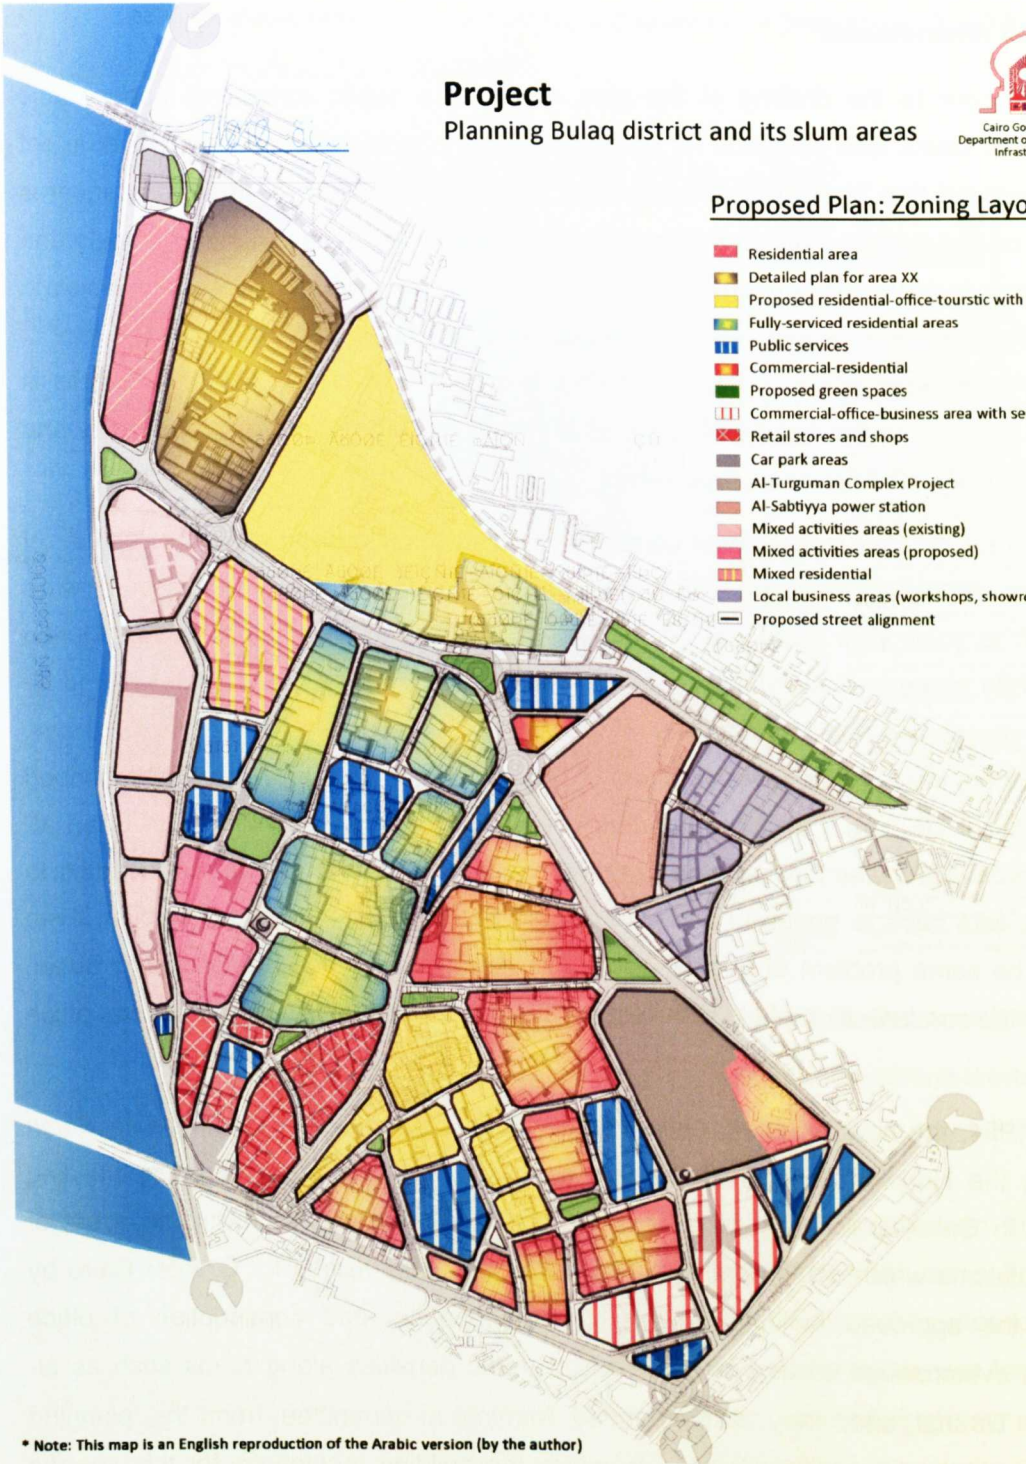 Project
Planning Bulaq district and its slum areas
Cairo Go
Department o
Infrast
Proposed Plan: Zoning Layo
Residential area
Detailed plan for area XX
Proposed residential-office-tourstic with
Fully-serviced residential areas
Public services
Commercial-residential
Proposed green spaces
Commercial-office-business area with se
Retail stores and shops
Car park areas
Al-Turguman Complex Project
Al-Sabtiyya power station
Mixed activities areas (existing)
Mixed activities areas (proposed)
Mixed residential
Local business areas (workshops, showr
Proposed street alignment
* Note: This map is an English reproduction of the Arabic version (by the author)